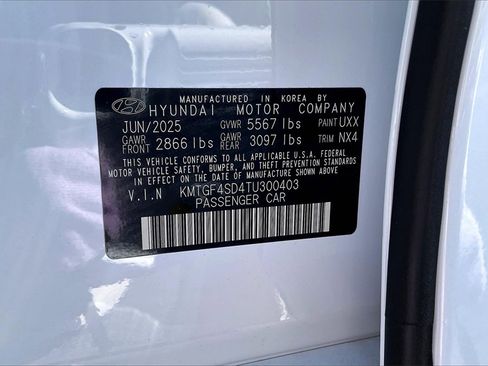 MANUFACTURED IN KOREA BY
HYUNDAI MOTOR COMPANY
JUN/2025 GVWR 5567 lbs PAINT UXX
GAWR FRONT 2866 lbs GAWR REAR 3097 lbs TRIM NX4
THIS VEHICLE CONFORMS TO ALL APPLICABLE U.S.A. FEDERAL
MOTOR VEHICLE SAFETY, BUMPER, AND THEFT PREVENTION
STANDARDS IN EFFECT ON THE DATE OF MANUFACTURE
SHOWN ABOVE.
V.I.N KMTGF4SD4TU300403
PASSENGER CAR